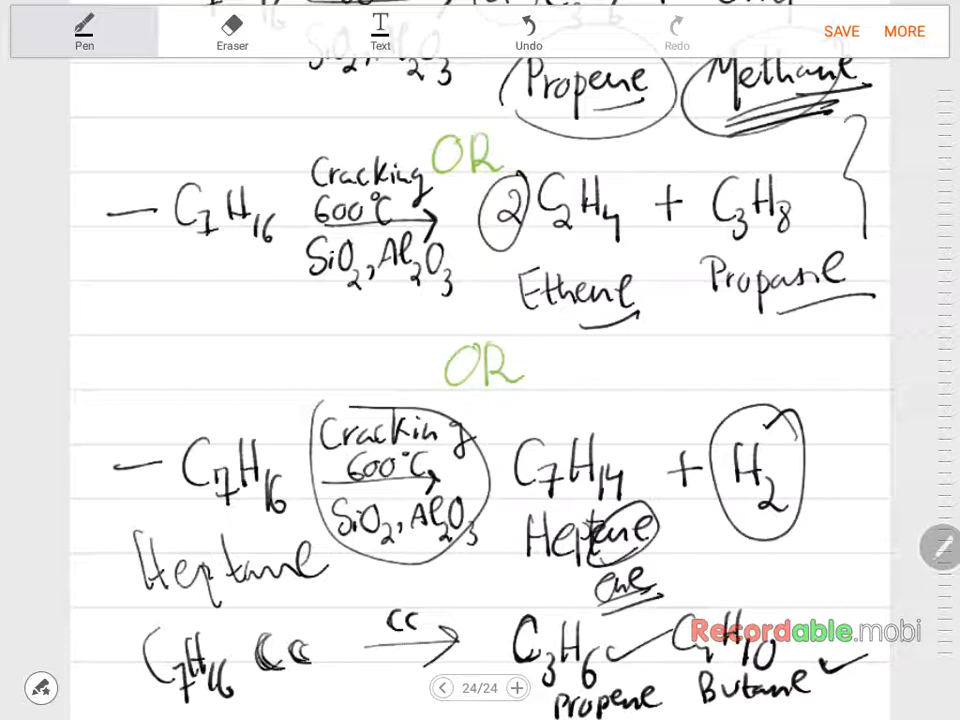 Pen Eraser Text Undo Redo SAVE MORE
SiO2, Al2O3
Propene Methane
OR
— C7H16 Cracking 600°C SiO2, Al2O3 → 2 C2H4 + C3H8
Ethene Propane
OR
— C7H16 Cracking 600°C SiO2, Al2O3 → C7H14 + H2
Heptane Heptene
ene
C7H16 CC → C3H6 C4H10
Propene Butane
Recordable.mobi
24/24